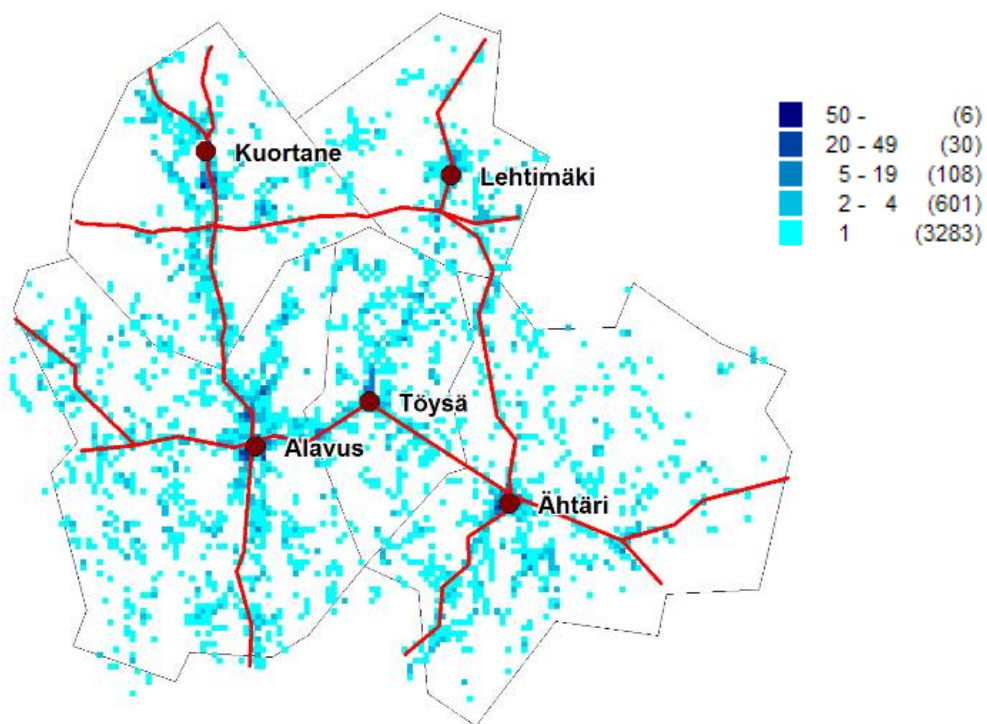 50 - (6)
20 - 49 (30)
5 - 19 (108)
2 - 4 (601)
1 (3283)
Kuortane
Lehtimäki
Töysä
Alavus
Ähtäri